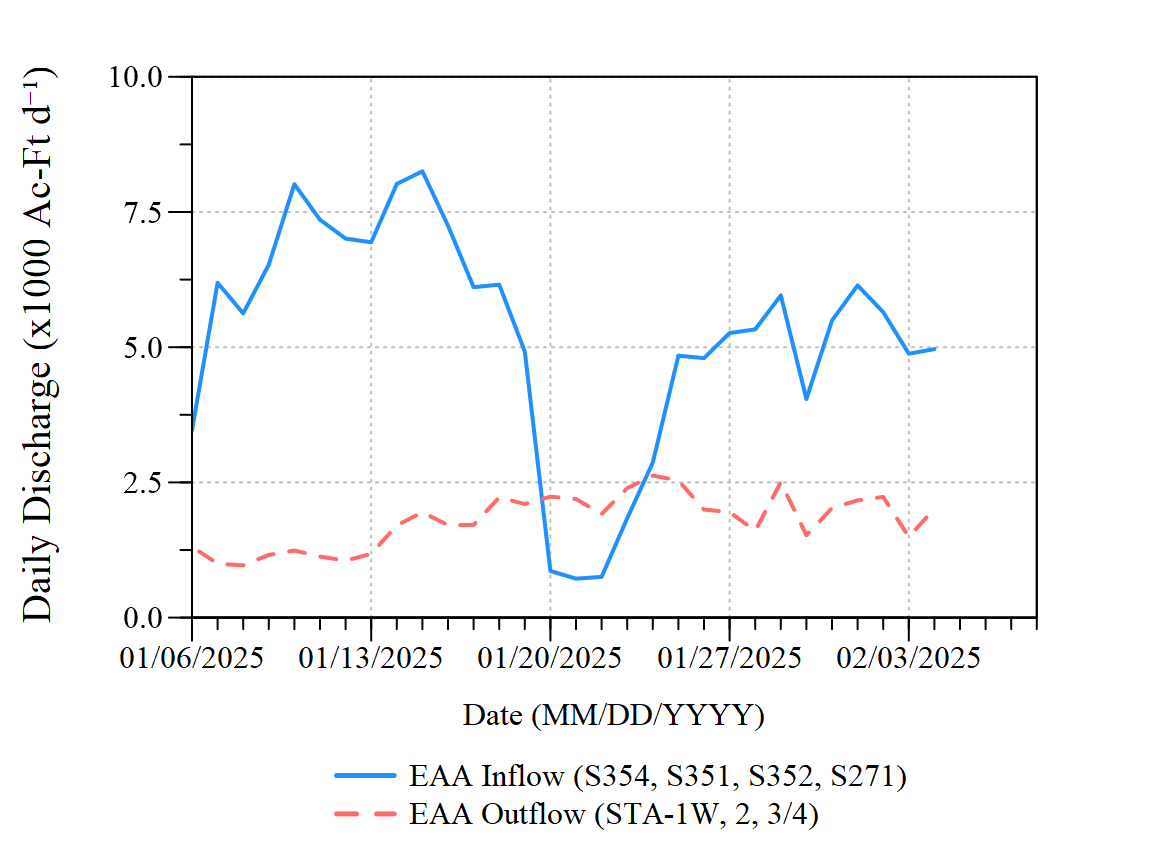 Daily Discharge (x1000 Ac-Ft d⁻¹)
10.0
7.5
5.0
2.5
0.0
01/06/2025 01/13/2025 01/20/2025 01/27/2025 02/03/2025
Date (MM/DD/YYYY)
EAA Inflow (S354, S351, S352, S271)
EAA Outflow (STA-1W, 2, 3/4)